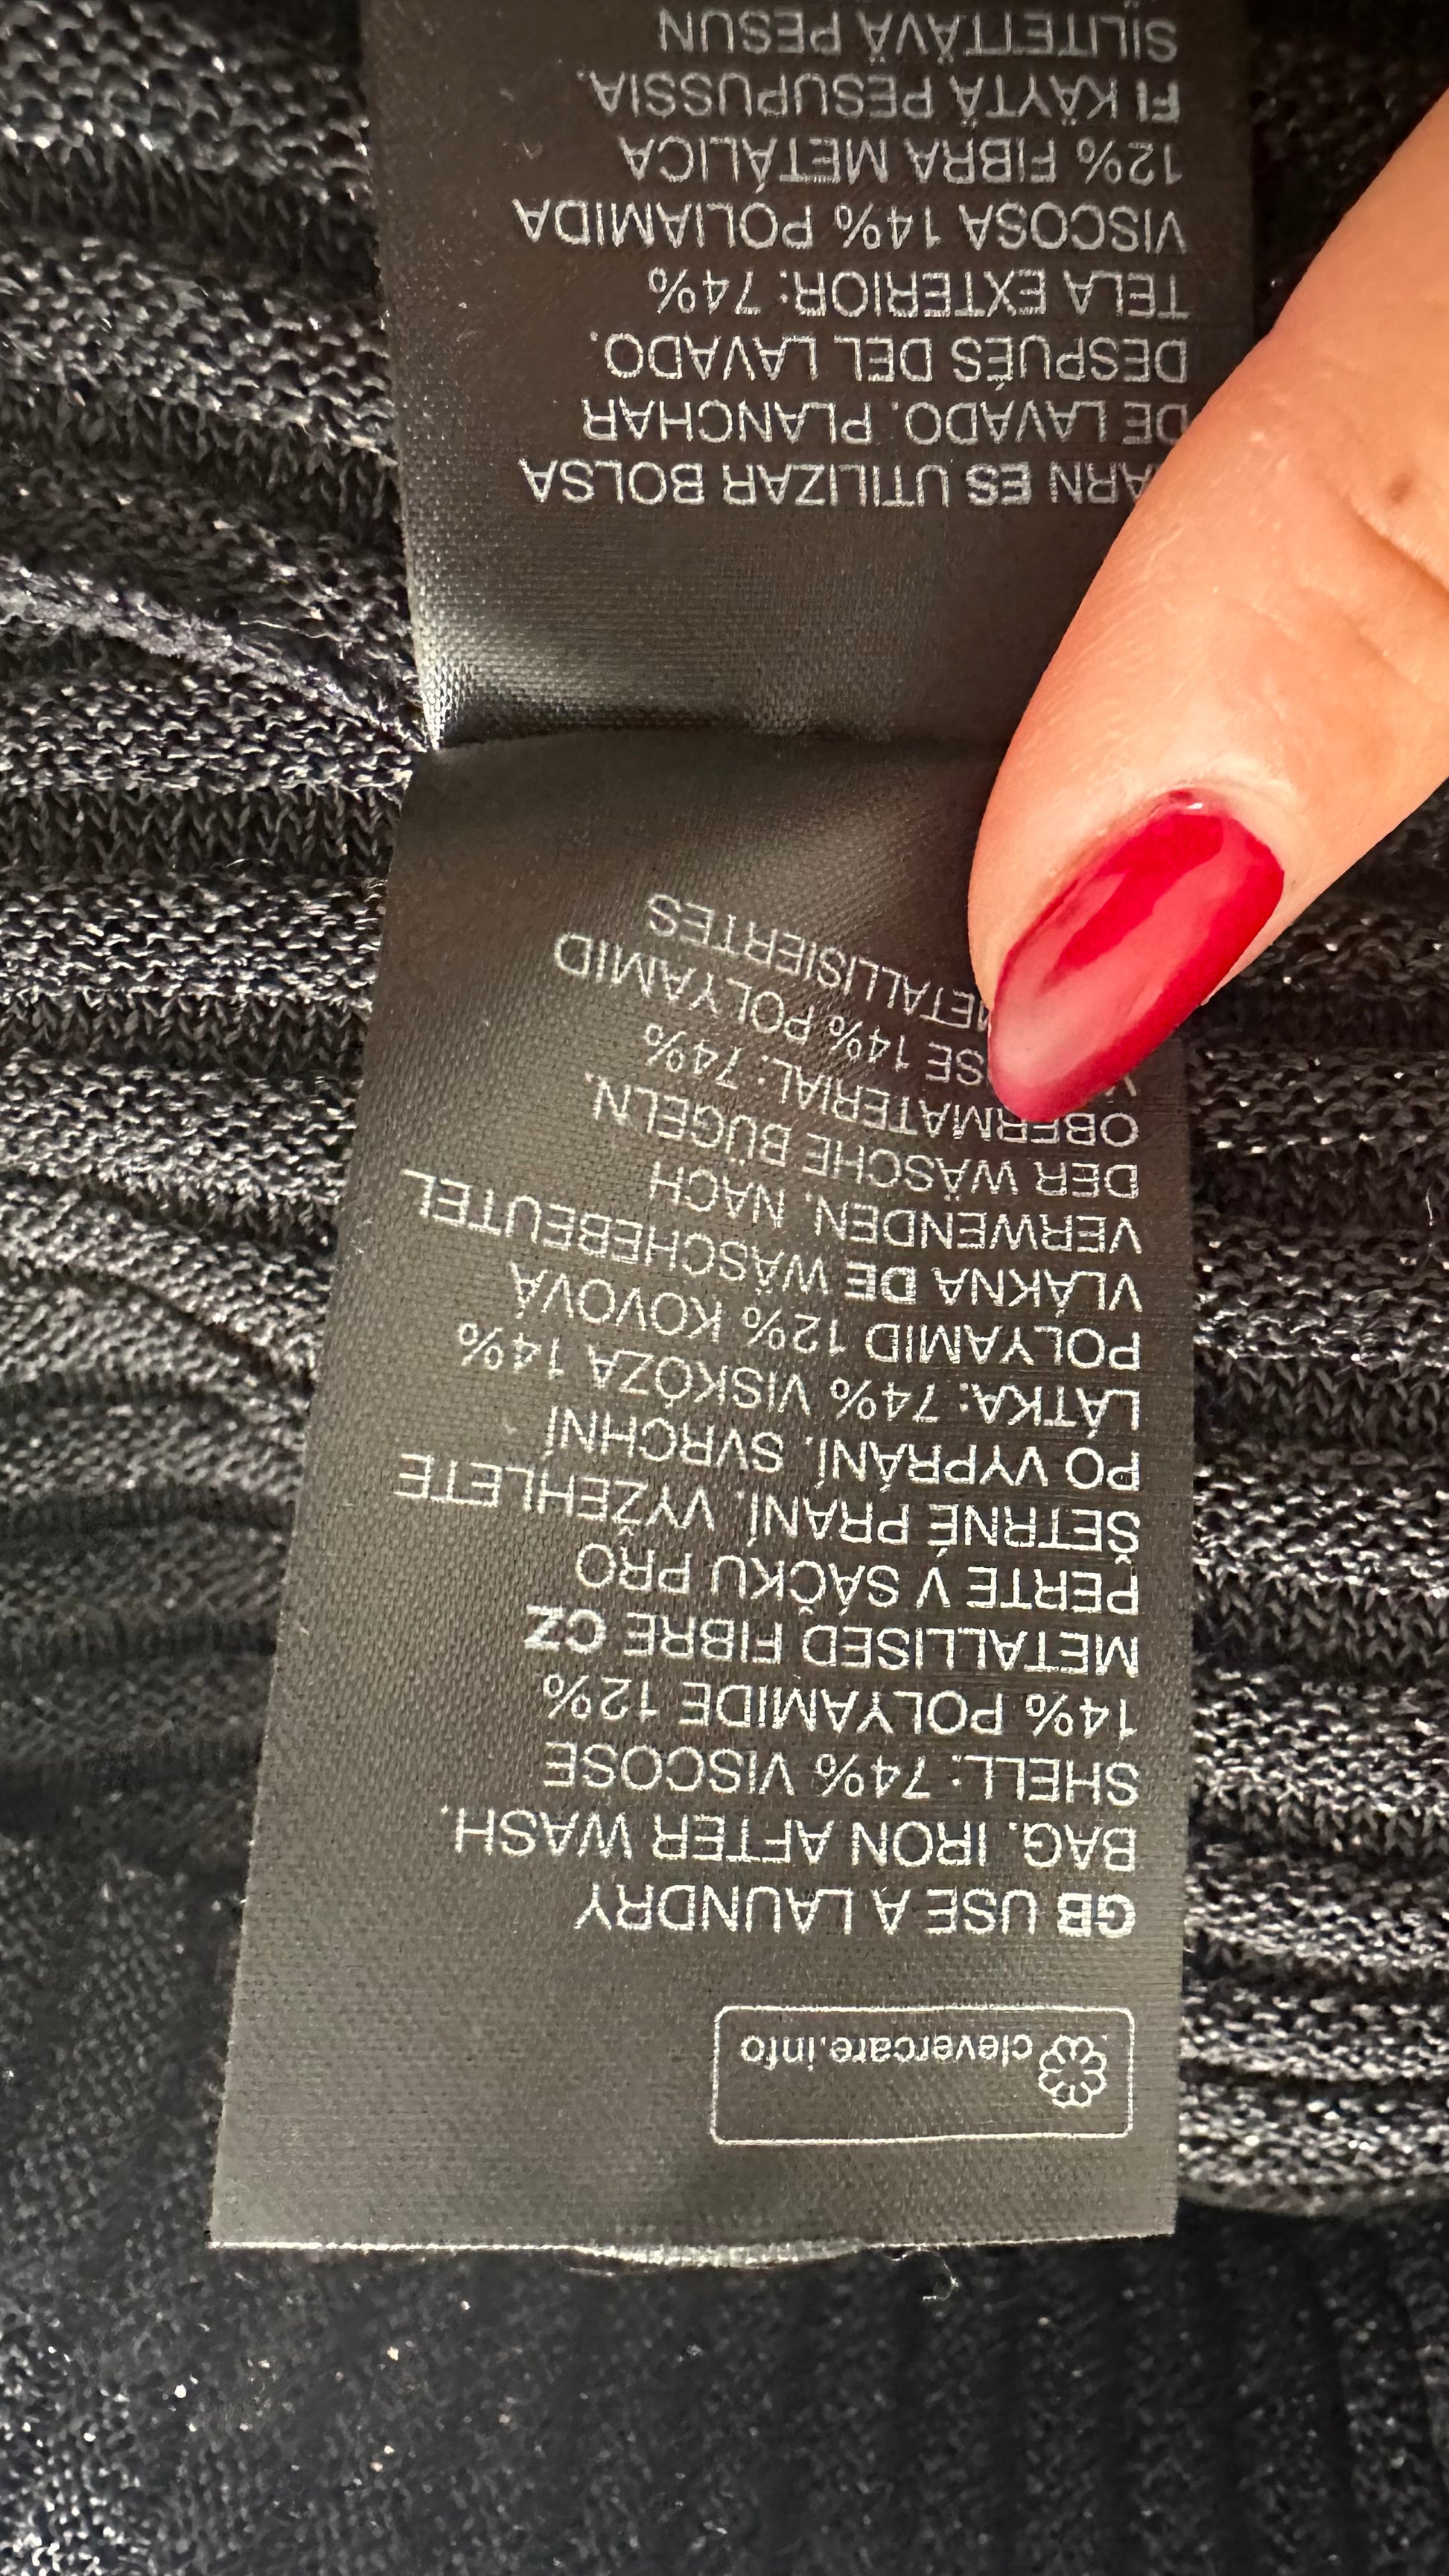 clevercare.info
GB USE A LAUNDRY
BAG. IRON AFTER WASH.
SHELL: 74% VISCOSE
14% POLYAMIDE 12%
METALLISED FIBRE CZ
PERTE V SÁČKU PRO
ŠETRNÉ PRANÍ. VYŽEHLETE
PO VYPRÁNÍ. SVRCHNÍ
LÁTKA: 74% VISKÓZA 14%
POLYAMID 12% KOVOVÁ
VLÁKNA DE WÄSCHEBEUTEL
VERWENDEN. NACH
DER WÄSCHE BÜGELN.
OBERMATERIAL: 74%
14% POLYAMID
METALLISIERTES
ES UTILIZAR BOLSA
DE LAVADO. PLANCHAR
DESPUÉS DEL LAVADO.
TELA EXTERIOR: 74%
VISCOSA 14% POLIAMIDA
12% FIBRA METÁLICA
FI KÄYTÄ PESUPUSSIA.
SILITETTÄVÄ PESUN